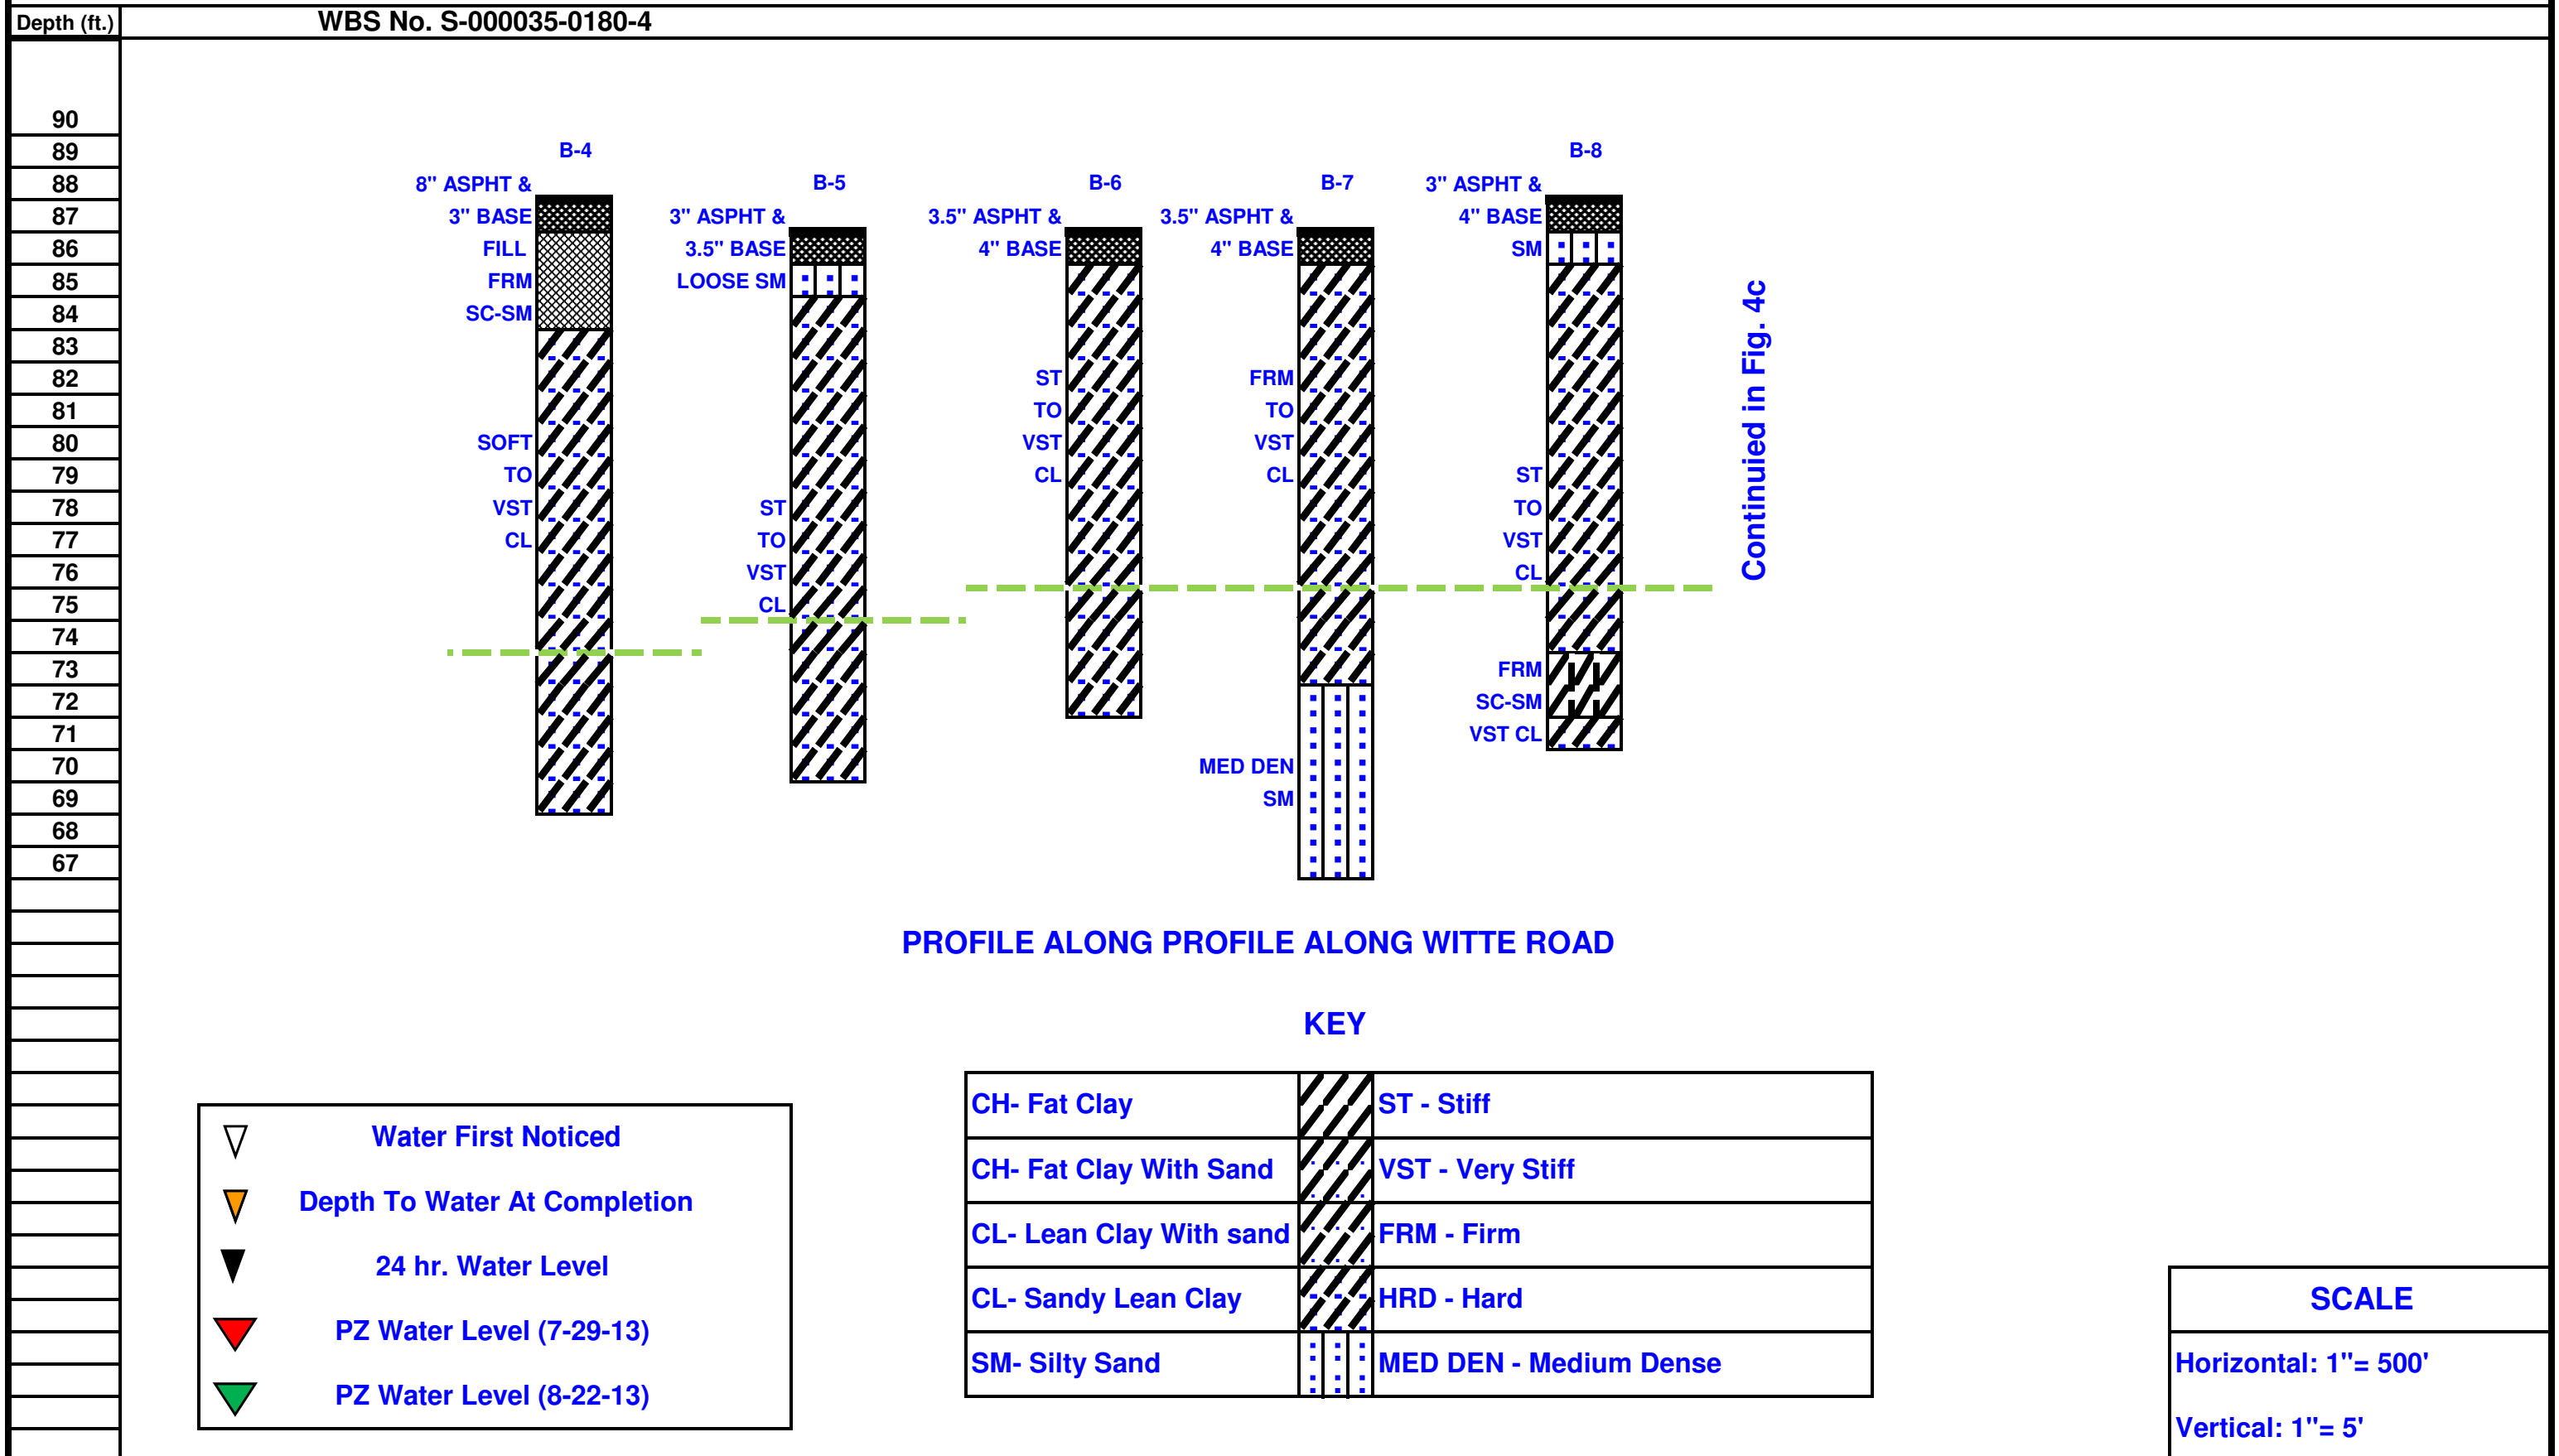 Depth (ft.)
WBS No. S-000035-0180-4
90
89
88
87
86
85
84
83
82
81
80
79
78
77
76
75
74
73
72
71
70
69
68
67
B-4
8" ASPHT &
3" BASE
FILL
FRM
SC-SM
SOFT
TO
VST
CL
B-5
3" ASPHT &
3.5" BASE
LOOSE SM
ST
TO
VST
CL
B-6
3.5" ASPHT &
4" BASE
ST
TO
VST
CL
B-7
3.5" ASPHT &
4" BASE
FRM
TO
VST
CL
MED DEN
SM
B-8
3" ASPHT &
4" BASE
SM
ST
TO
VST
CL
FRM
SC-SM
VST CL
Continuied in Fig. 4c
PROFILE ALONG PROFILE ALONG WITTE ROAD
KEY
Water First Noticed
Depth To Water At Completion
24 hr. Water Level
PZ Water Level (7-29-13)
PZ Water Level (8-22-13)
CH- Fat Clay
ST - Stiff
CH- Fat Clay With Sand
VST - Very Stiff
CL- Lean Clay With sand
FRM - Firm
CL- Sandy Lean Clay
HRD - Hard
SM- Silty Sand
MED DEN - Medium Dense
SCALE
Horizontal: 1"= 500'
Vertical: 1"= 5'